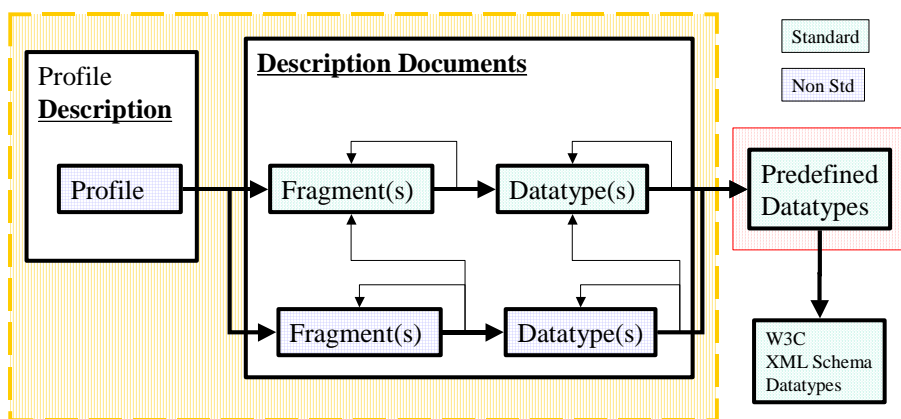 Profile
Description
Profile
Description Documents
Fragment(s)
Datatype(s)
Fragment(s)
Datatype(s)
Standard
Non Std
Predefined
Datatypes
W3C
XML Schema
Datatypes